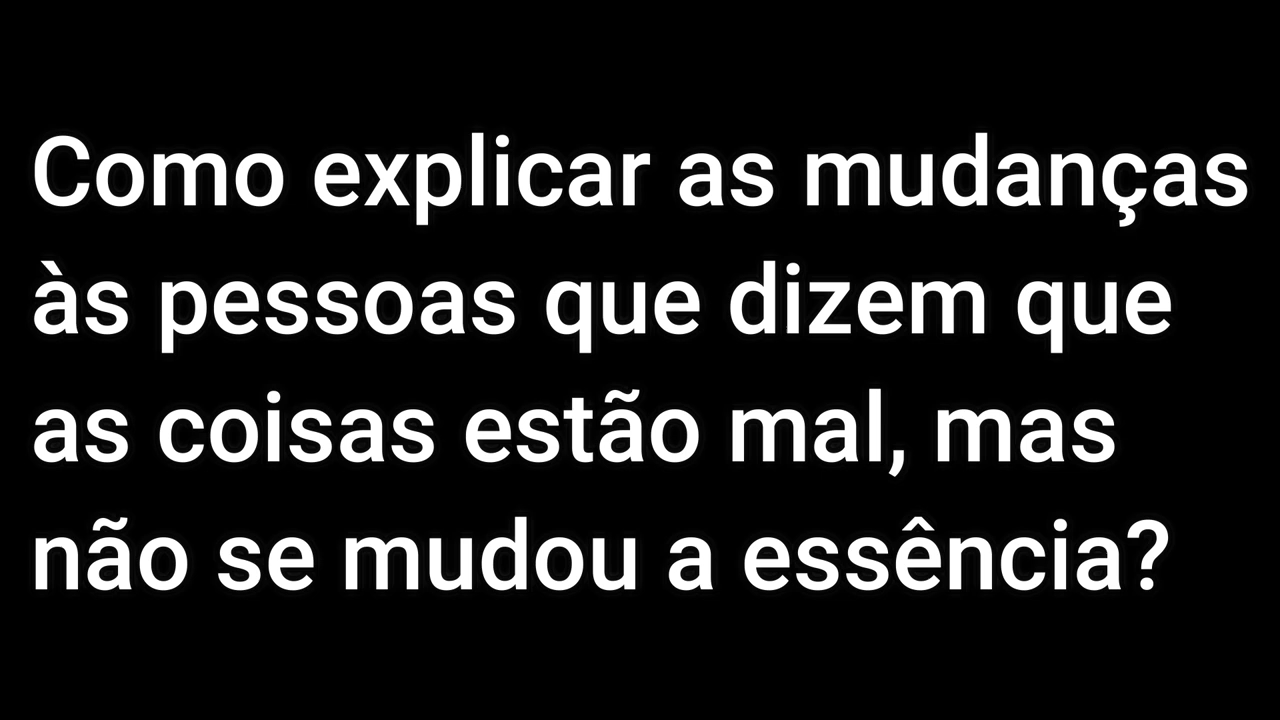 Como explicar as mudanças
às pessoas que dizem que
as coisas estão mal, mas
não se mudou a essência?